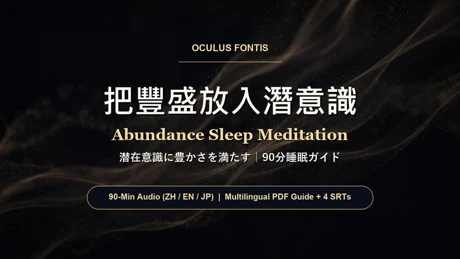 OCULUS FONTIS
把豐盛放入潛意識
Abundance Sleep Meditation
潜在意識に豊かさを満たす｜90分睡眠ガイド
90-Min Audio (ZH / EN / JP) | Multilingual PDF Guide + 4 SRTs